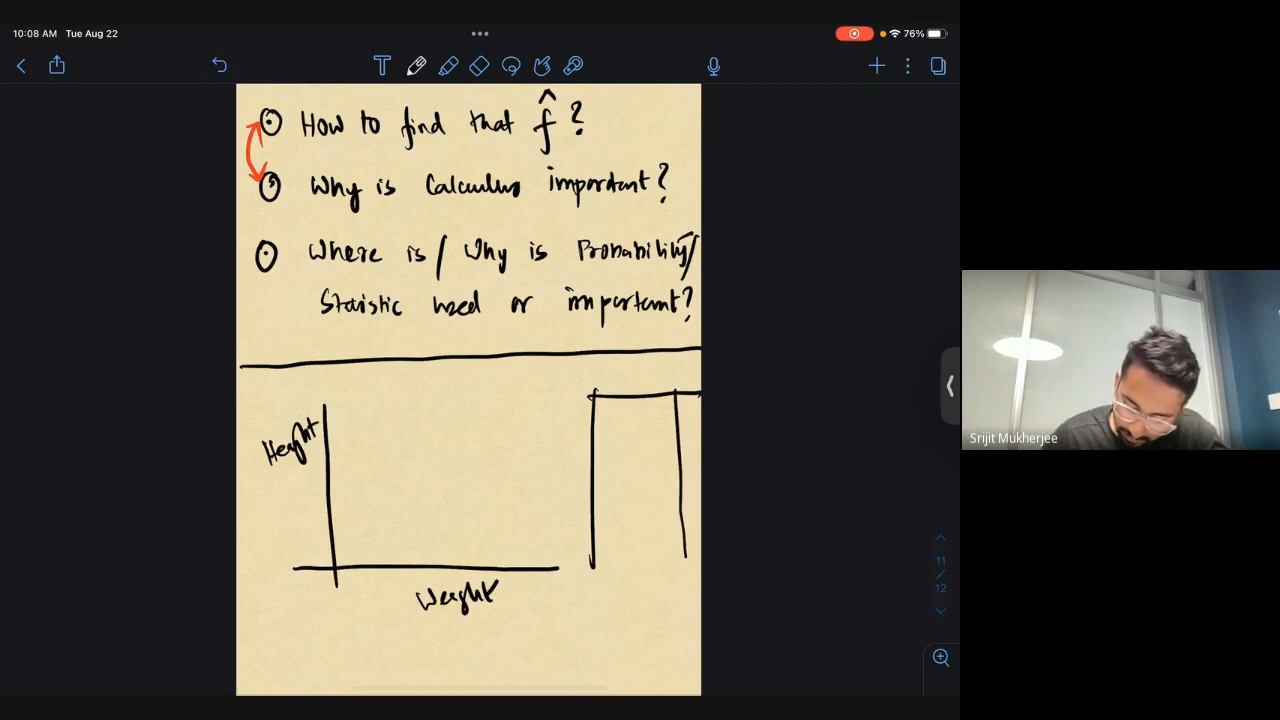 10:08 AM Tue Aug 22
76%
How to find that f̂ ?
Why is Calculus important?
Where is / Why is Probability/
Statistic used or important?
Height
Weight
11
/
12
Srijit Mukherjee